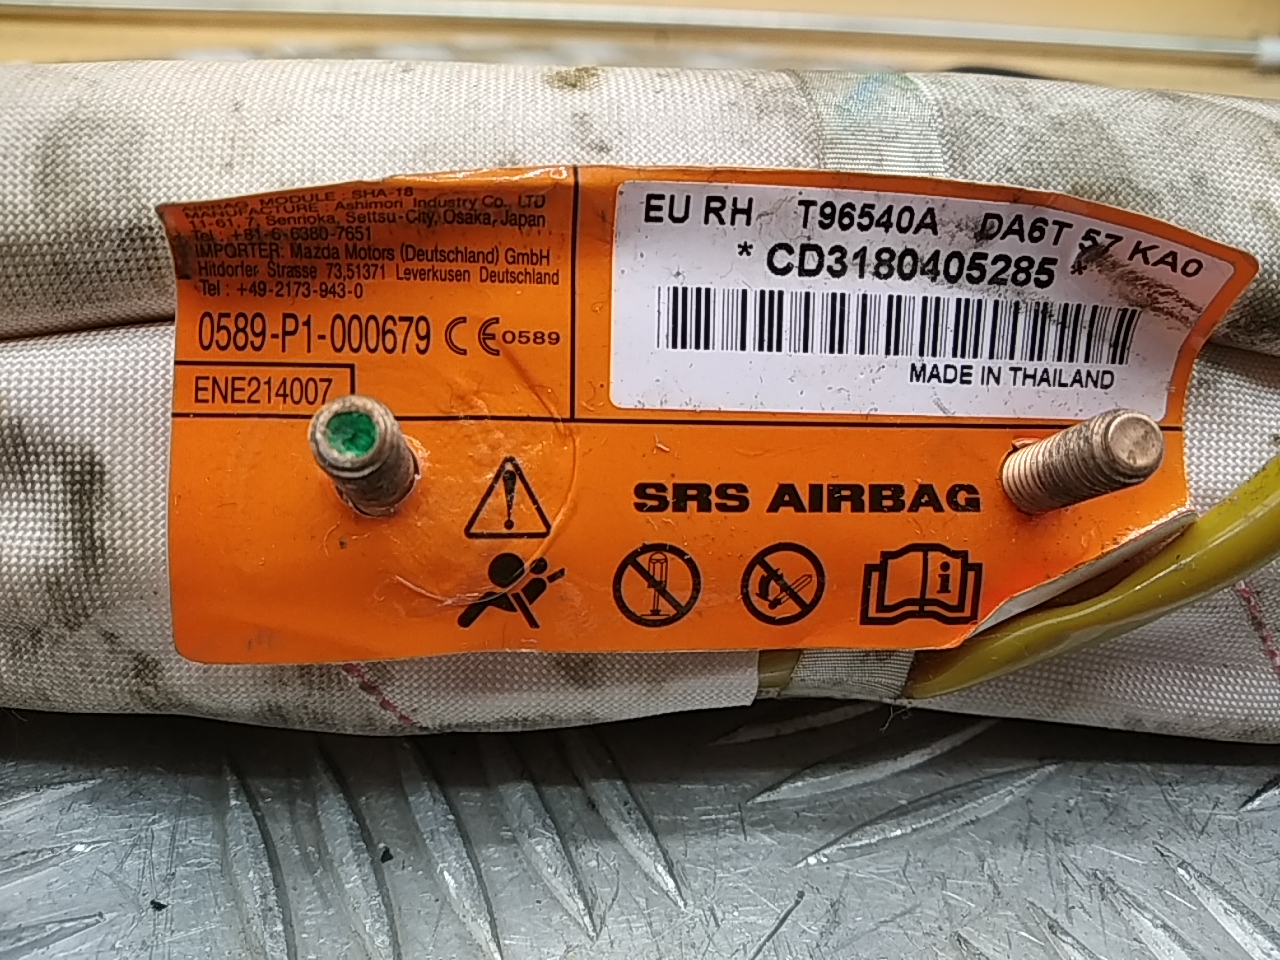 AIRBAG MODULE : SHA-18
MANUFACTURE : Ashimori Industry Co., LTD
11-61, 7, Senrioka, Settsu-City, Osaka, Japan
Tel : +81-6-6380-7651
IMPORTER: Mazda Motors (Deutschland) GmbH
Hitdorfer Strasse 73,51371 Leverkusen Deutschland
Tel : +49-2173-943-0
0589-P1-000679 CE 0589
ENE214007
EU RH T96540A DA6T 57 KA0
* CD3180405285 *
MADE IN THAILAND
SRS AIRBAG